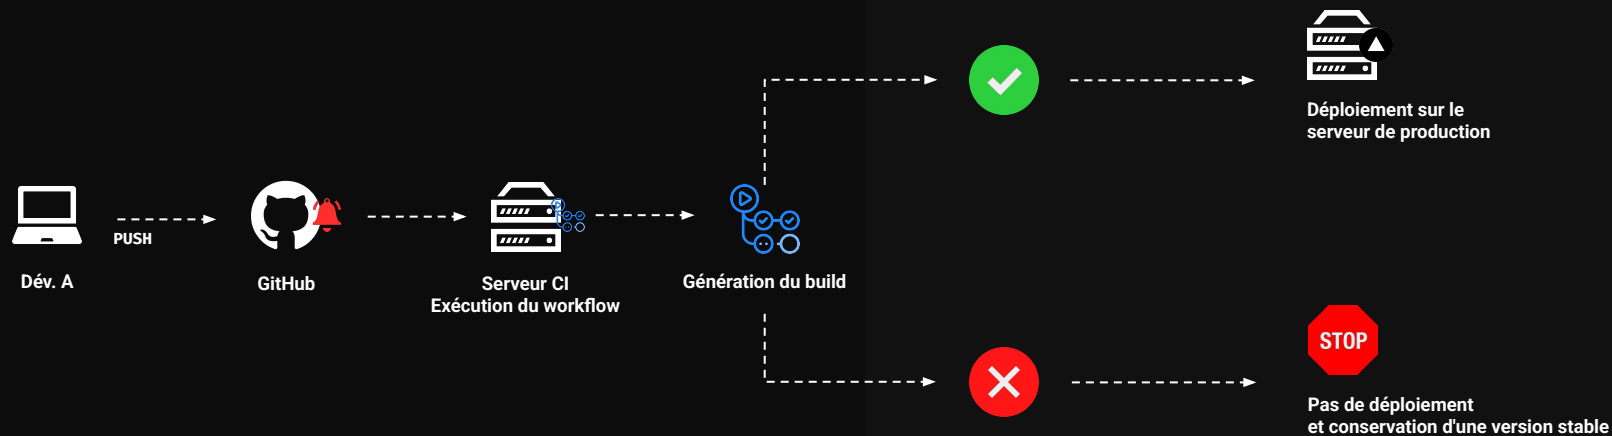 Déploiement sur le
serveur de production
PUSH
Dév. A
GitHub
Serveur CI
Exécution du workflow
Génération du build
STOP
Pas de déploiement
et conservation d'une version stable